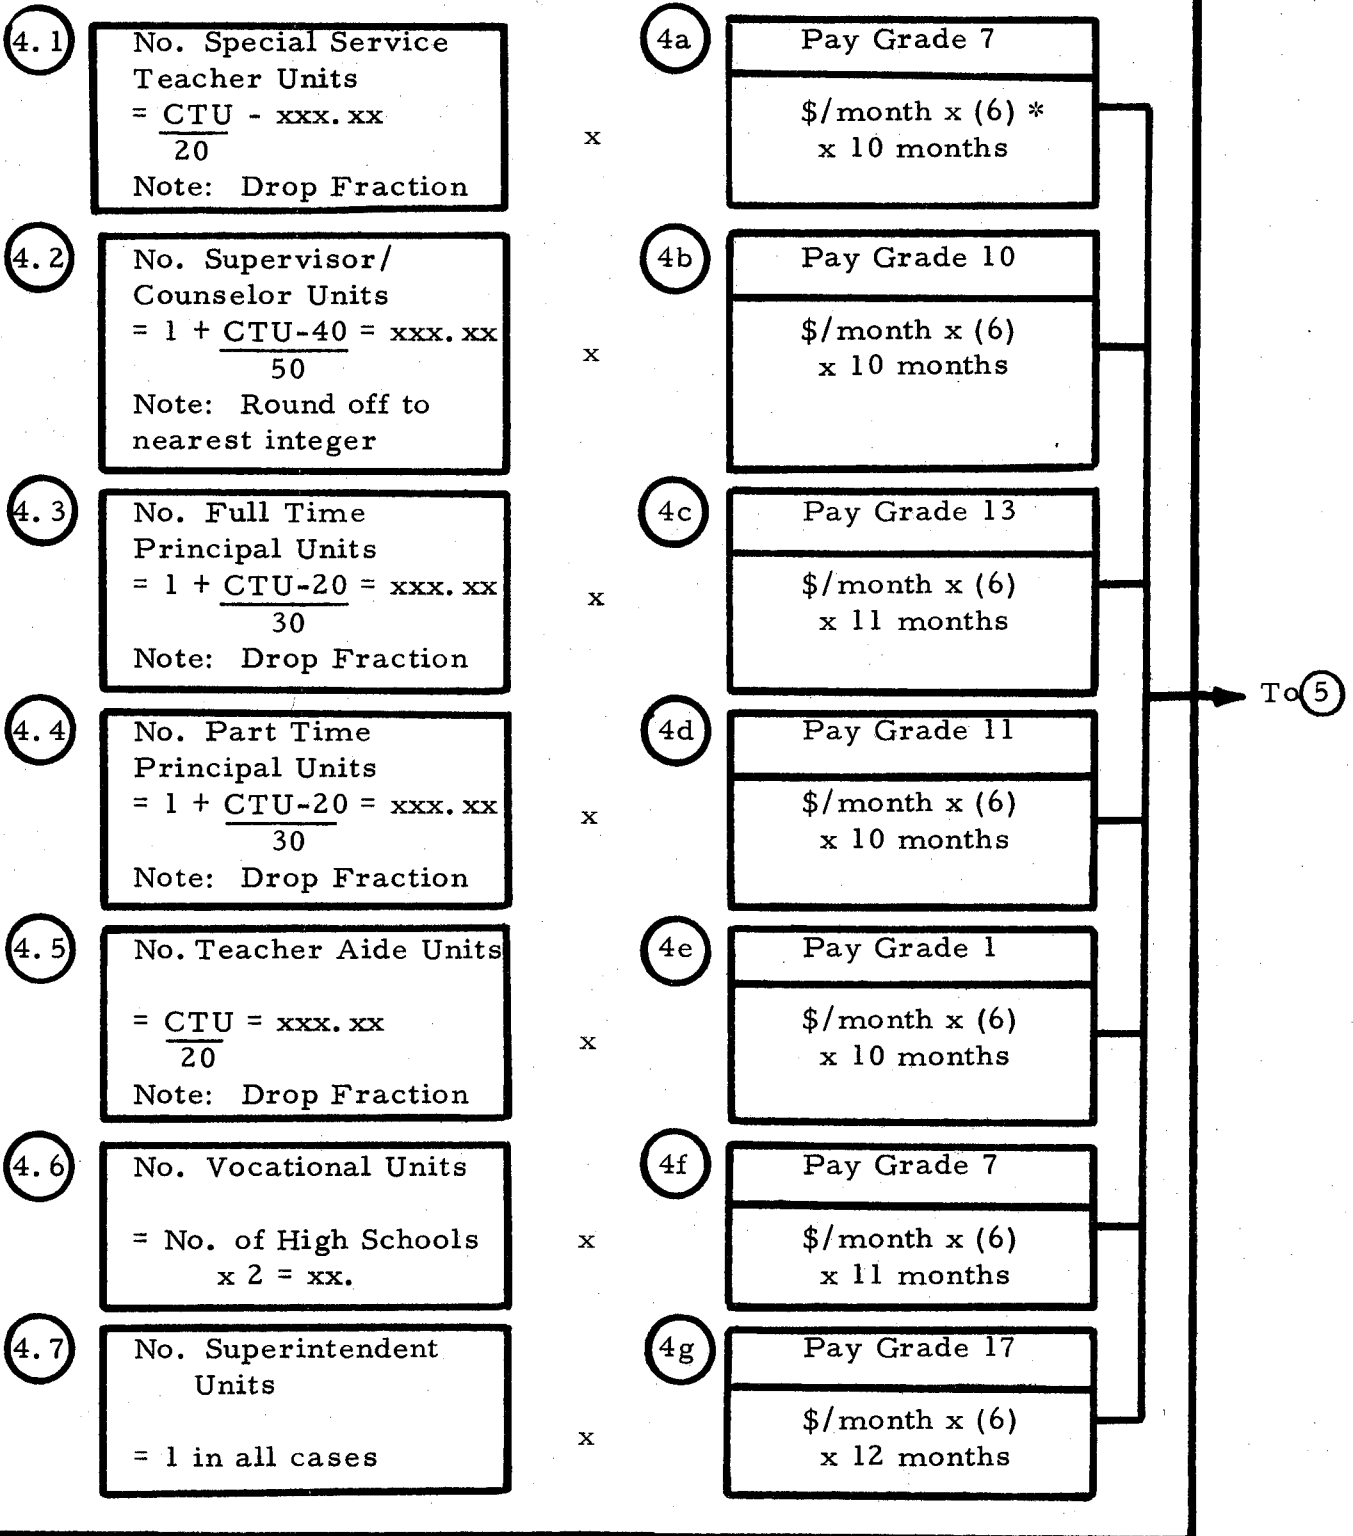 4.1
No. Special Service
Teacher Units
= CTU - xxx.xx
20
Note: Drop Fraction
x
4a
Pay Grade 7
$/month x (6) *
x 10 months
4.2
No. Supervisor/
Counselor Units
= 1 + CTU-40 = xxx.xx
50
Note: Round off to
nearest integer
x
4b
Pay Grade 10
$/month x (6)
x 10 months
4.3
No. Full Time
Principal Units
= 1 + CTU-20 = xxx.xx
30
Note: Drop Fraction
x
4c
Pay Grade 13
$/month x (6)
x 11 months
To 5
4.4
No. Part Time
Principal Units
= 1 + CTU-20 = xxx.xx
30
Note: Drop Fraction
x
4d
Pay Grade 11
$/month x (6)
x 10 months
4.5
No. Teacher Aide Units
= CTU = xxx.xx
20
Note: Drop Fraction
x
4e
Pay Grade 1
$/month x (6)
x 10 months
4.6
No. Vocational Units
= No. of High Schools
x 2 = xx.
x
4f
Pay Grade 7
$/month x (6)
x 11 months
4.7
No. Superintendent
Units
= 1 in all cases
x
4g
Pay Grade 17
$/month x (6)
x 12 months